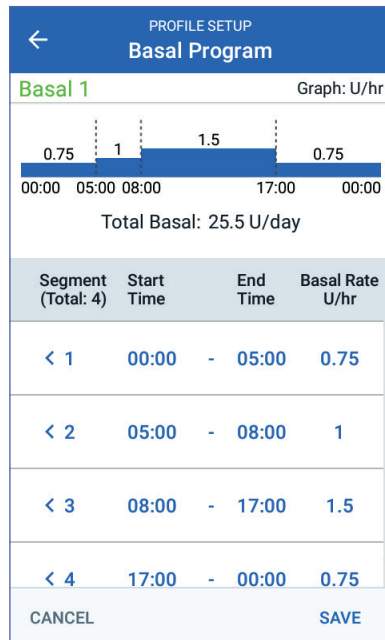 PROFILE SETUP
Basal Program
Basal 1 Graph: U/hr
0.75 1 1.5 0.75
00:00 05:00 08:00 17:00 00:00
Total Basal: 25.5 U/day
Segment Start End Basal Rate
(Total: 4) Time Time U/hr
< 1 00:00 - 05:00 0.75
< 2 05:00 - 08:00 1
< 3 08:00 - 17:00 1.5
< 4 17:00 - 00:00 0.75
CANCEL SAVE